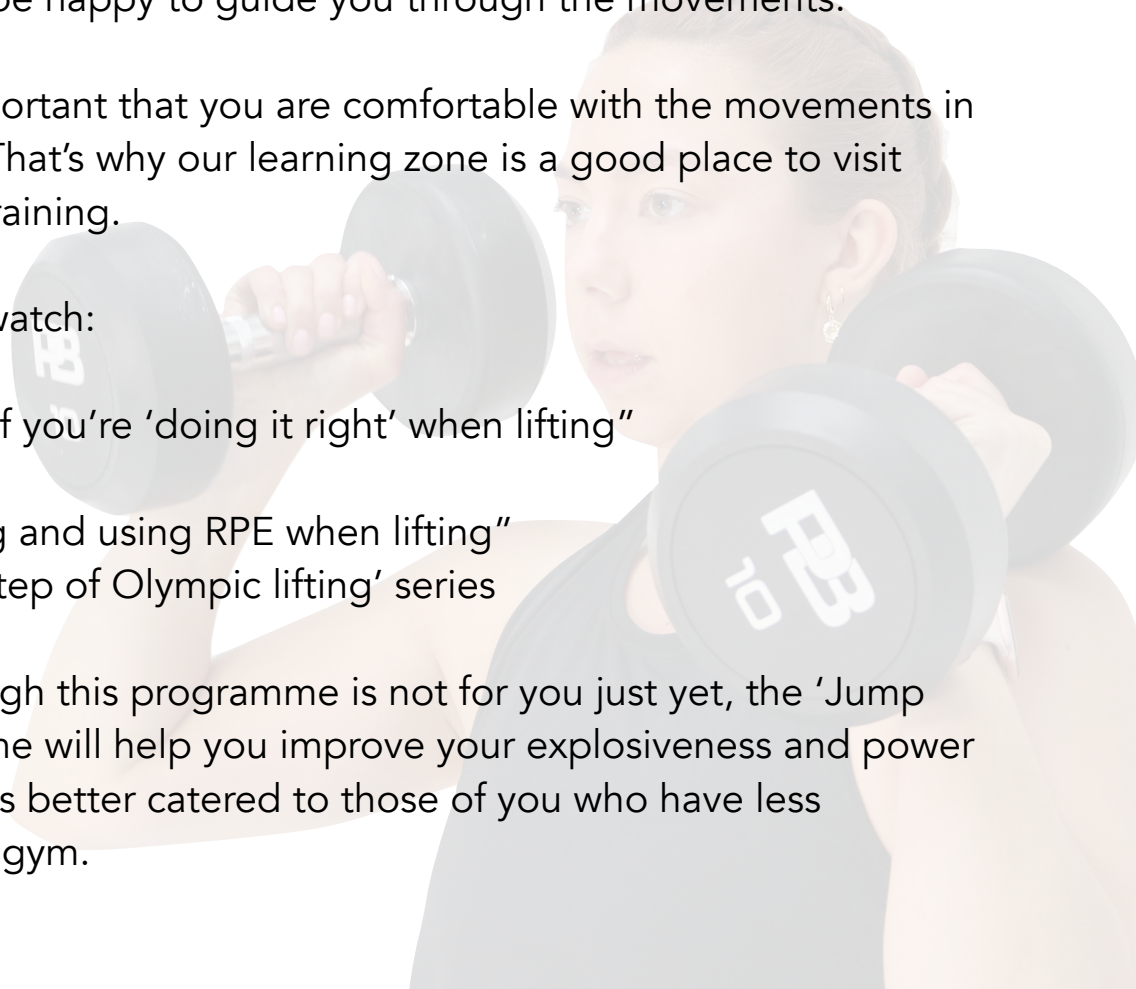 be happy to guide you through the movements.
ortant that you are comfortable with the movements in
That’s why our learning zone is a good place to visit
raining.
watch:
f you’re ‘doing it right’ when lifting”
g and using RPE when lifting”
tep of Olympic lifting’ series
gh this programme is not for you just yet, the ‘Jump
ne will help you improve your explosiveness and power
s better catered to those of you who have less
gym.
PB
10